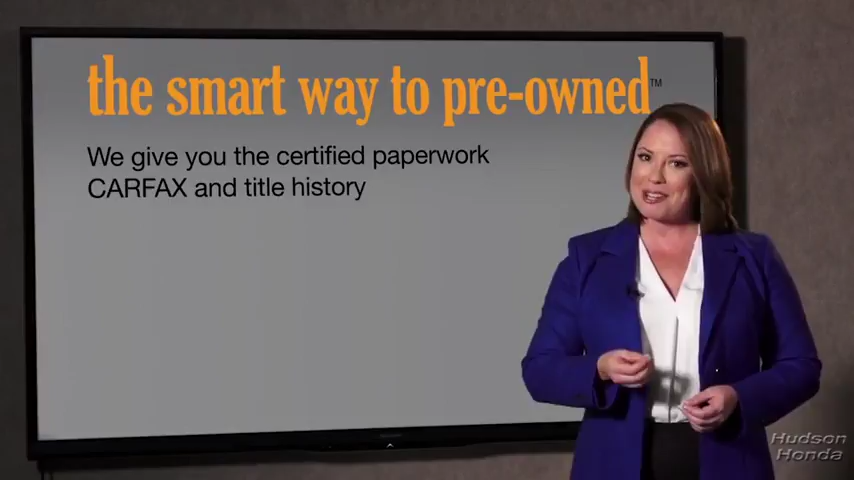 the smart way to pre-owned™
We give you the certified paperwork
CARFAX and title history
Hudson
Honda